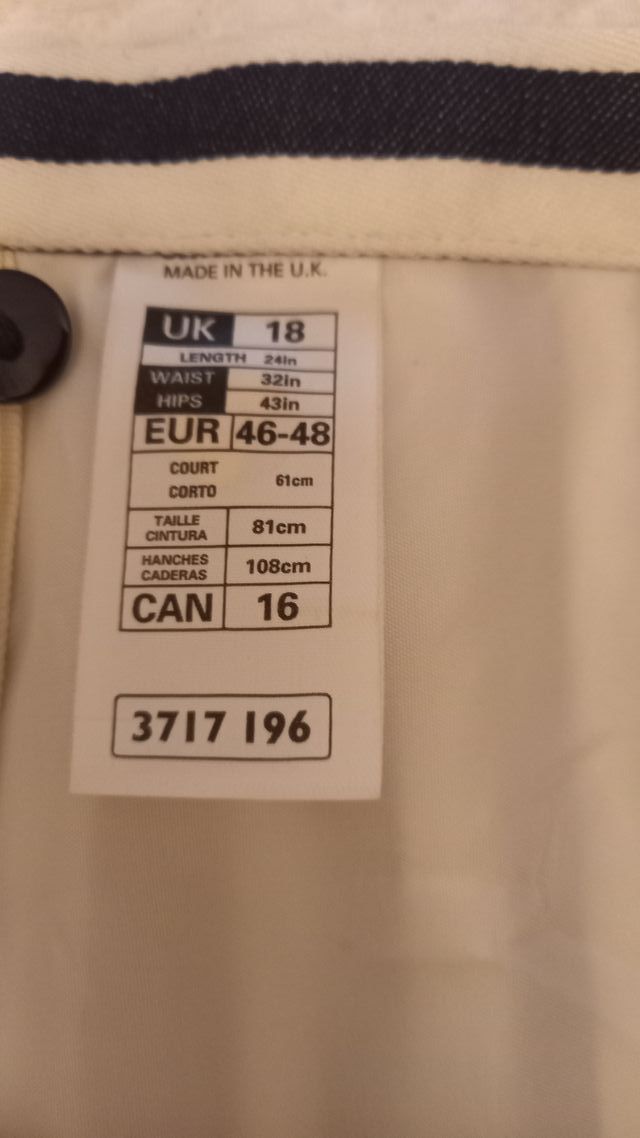 MADE IN THE U.K.
UK 18
LENGTH 24in
WAIST 32in
HIPS 43in
EUR 46-48
COURT
CORTO 61cm
TAILLE
CINTURA 81cm
HANCHES
CADERAS 108cm
CAN 16
3717 196